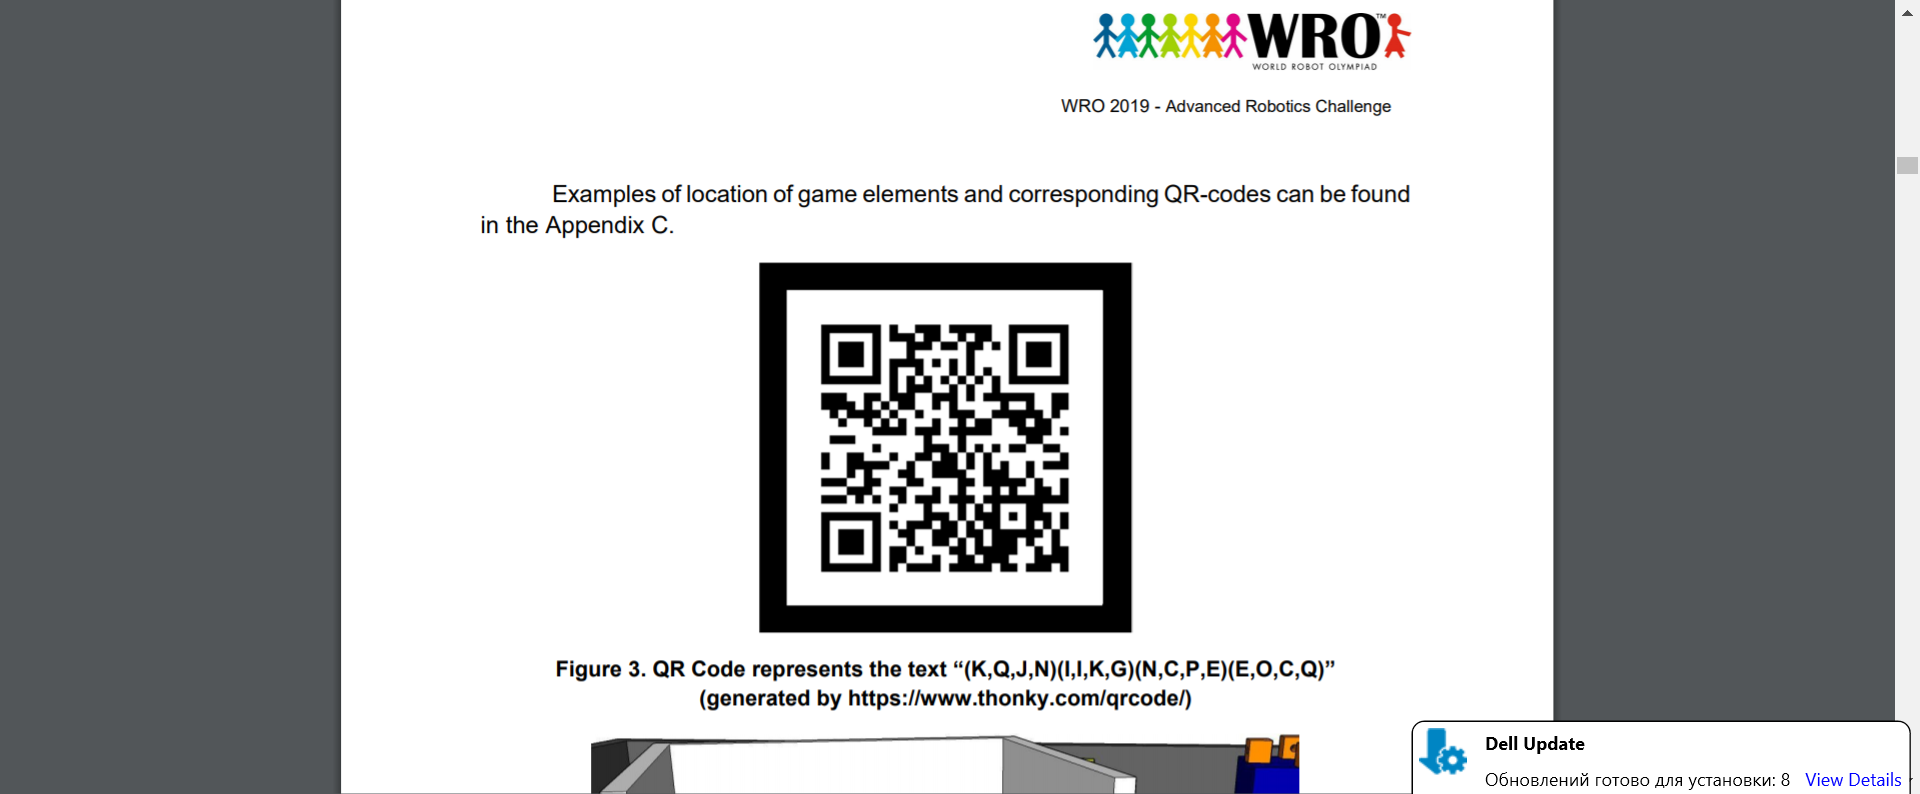 WRO™
WORLD ROBOT OLYMPIAD
WRO 2019 - Advanced Robotics Challenge
Examples of location of game elements and corresponding QR-codes can be found
in the Appendix C.
Figure 3. QR Code represents the text “(K,Q,J,N)(I,I,K,G)(N,C,P,E)(E,O,C,Q)”
(generated by https://www.thonky.com/qrcode/)
Dell Update
Обновлений готово для установки: 8 View Details